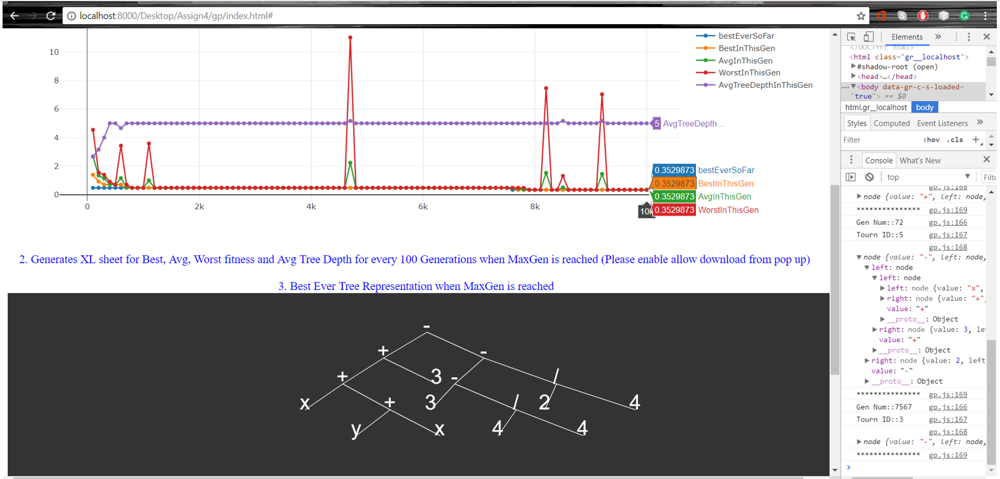 localhost:8000/Desktop/Assign4/gp/index.html#
10
8
6
4
2
0
0 2k 4k 6k 8k 10k
bestEverSoFar
BestInThisGen
AvgInThisGen
WorstInThisGen
AvgTreeDepthInThisGen
5 AvgTreeDepth...
0.3529873 bestEverSoFar
0.3529873 BestInThisGen
0.3529873 AvgInThisGen
0.3529873 WorstInThisGen
2. Generates XL sheet for Best, Avg, Worst fitness and Avg Tree Depth for every 100 Generations when MaxGen is reached (Please enable allow download from pop up)
3. Best Ever Tree Representation when MaxGen is reached
-
+ -
+ 3 - /
x + 3 / 2 4
y x 4 4
Elements »
<!DOCTYPE html>
<html class="gr__localhost">
#shadow-root (open)
<head>…</head>
<body data-gr-c-s-loaded=
"true"> == $0
html.gr__localhost body
Styles Computed Event Listeners »
Filter :hov .cls +
Console What's New
top Filte
gp.js:168
node {value: "+", left: node,
*************** gp.js:169
Gen Num::72 gp.js:166
Tourn ID::5 gp.js:167
gp.js:168
node {value: "-", left: node,
left: node
left: node
left: node {value: "x",
right: node {value: "+",
value: "+"
__proto__: Object
right: node {value: 3, le
value: "+"
__proto__: Object
right: node {value: 2, left
value: "-"
__proto__: Object
*************** gp.js:169
Gen Num::7567 gp.js:166
Tourn ID::3 gp.js:167
gp.js:168
node {value: "-", left: node,
*************** gp.js:169